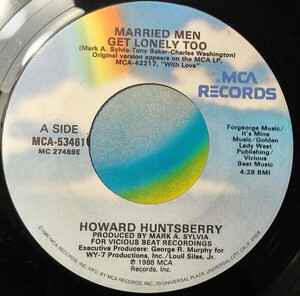 MARRIED MEN
GET LONELY TOO
(Mark A. Sylvia-Tony Baker-Charles Washington)
Original version appears on the MCA LP,
MCA-42217, "With Love"
MCA RECORDS
A SIDE
MCA-53461
MC 27489E
Forgeorge Music/
It's Mine
Music/Golden
Lady West
Publishing/
Vicious
Beat Music
4:28 BMI
HOWARD HUNTSBERRY
PRODUCED BY MARK A. SYLVIA
FOR VICIOUS BEAT RECORDINGS
Executive Producers: George R. Murphy for
WY-7 Productions, Inc./Louil Silas, Jr.
℗ 1988 MCA
Records, Inc.